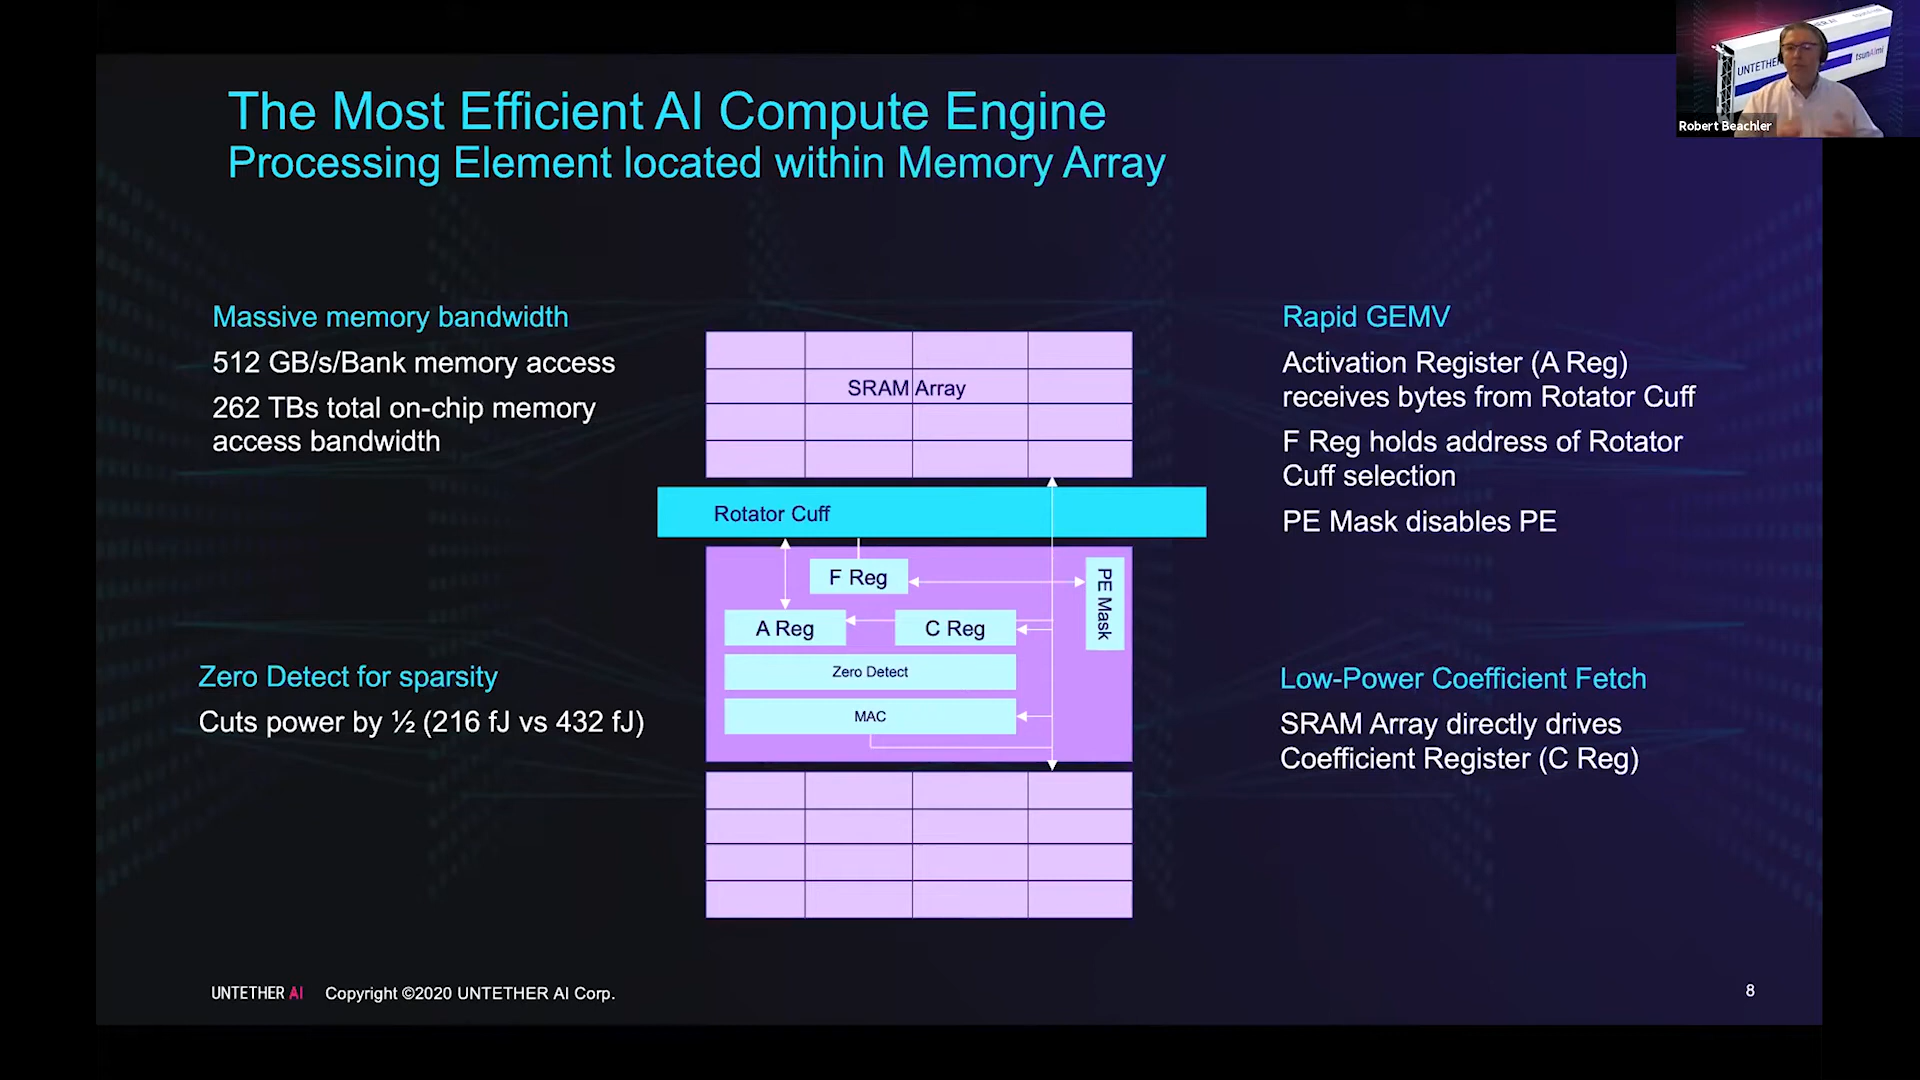 The Most Efficient AI Compute Engine
Processing Element located within Memory Array
UNTETHER
tsunAImi
Robert Beachler
Massive memory bandwidth
512 GB/s/Bank memory access
262 TBs total on-chip memory
access bandwidth
Zero Detect for sparsity
Cuts power by ½ (216 fJ vs 432 fJ)
SRAM Array
Rotator Cuff
F Reg
PE Mask
A Reg
C Reg
Zero Detect
MAC
Rapid GEMV
Activation Register (A Reg)
receives bytes from Rotator Cuff
F Reg holds address of Rotator
Cuff selection
PE Mask disables PE
Low-Power Coefficient Fetch
SRAM Array directly drives
Coefficient Register (C Reg)
UNTETHER AI
Copyright ©2020 UNTETHER AI Corp.
8